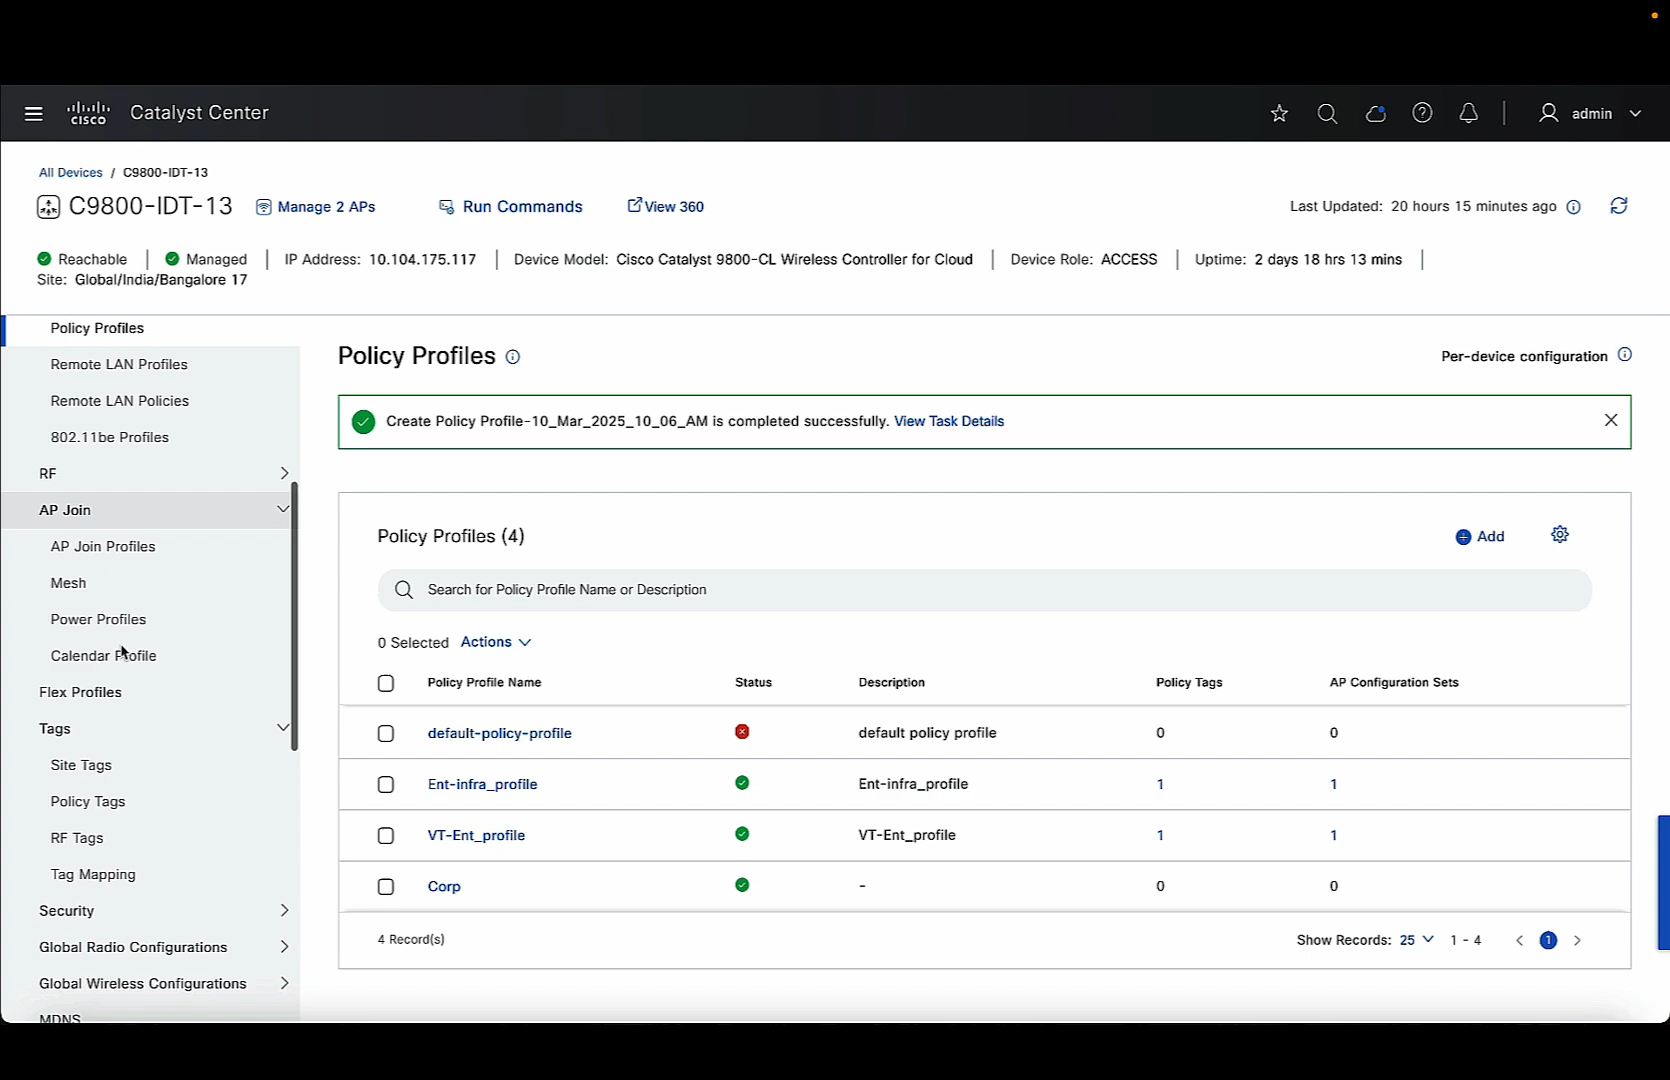 cisco Catalyst Center
admin
All Devices / C9800-IDT-13
C9800-IDT-13 Manage 2 APs Run Commands View 360
Last Updated: 20 hours 15 minutes ago
Reachable | Managed | IP Address: 10.104.175.117 | Device Model: Cisco Catalyst 9800-CL Wireless Controller for Cloud | Device Role: ACCESS | Uptime: 2 days 18 hrs 13 mins |
Site: Global/India/Bangalore 17
Policy Profiles
Remote LAN Profiles
Remote LAN Policies
802.11be Profiles
RF
AP Join
AP Join Profiles
Mesh
Power Profiles
Calendar Profile
Flex Profiles
Tags
Site Tags
Policy Tags
RF Tags
Tag Mapping
Security
Global Radio Configurations
Global Wireless Configurations
MDNS
Policy Profiles
Per-device configuration
Create Policy Profile-10_Mar_2025_10_06_AM is completed successfully. View Task Details
Policy Profiles (4)
Add
Search for Policy Profile Name or Description
0 Selected Actions
Policy Profile Name Status Description Policy Tags AP Configuration Sets
default-policy-profile default policy profile 0 0
Ent-infra_profile Ent-infra_profile 1 1
VT-Ent_profile VT-Ent_profile 1 1
Corp - 0 0
4 Record(s)
Show Records: 25 1 - 4 1